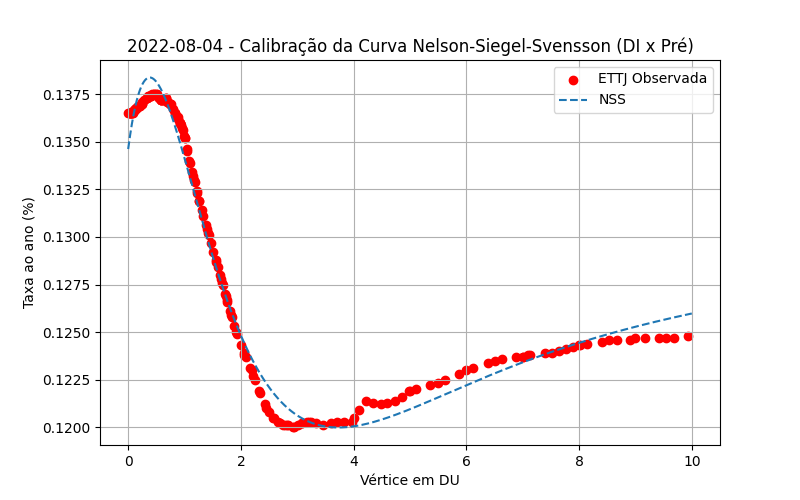 2022-08-04 - Calibração da Curva Nelson-Siegel-Svensson (DI x Pré)
ETTJ Observada
NSS
Taxa ao ano (%)
0.1375
0.1350
0.1325
0.1300
0.1275
0.1250
0.1225
0.1200
0 2 4 6 8 10
Vértice em DU